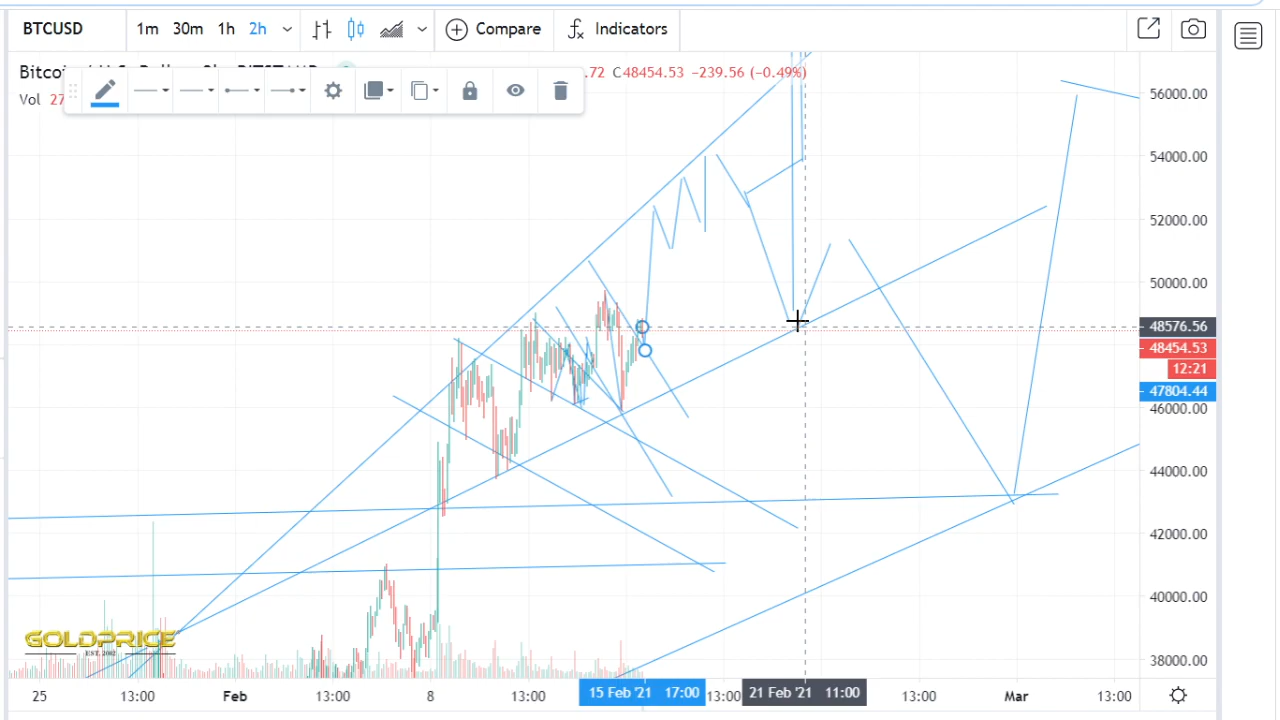 BTCUSD 1m 30m 1h 2h Compare Indicators
.72 C48454.53 −239.56 (−0.49%)
Vol 27
56000.00
54000.00
52000.00
50000.00
48576.56
48454.53
12:21
47804.44
46000.00
44000.00
42000.00
40000.00
38000.00
GOLDPRICE
EST. 2002
25 13:00 Feb 13:00 8 13:00 15 Feb '21 17:00 13:00 21 Feb '21 11:00 13:00 Mar 13:00